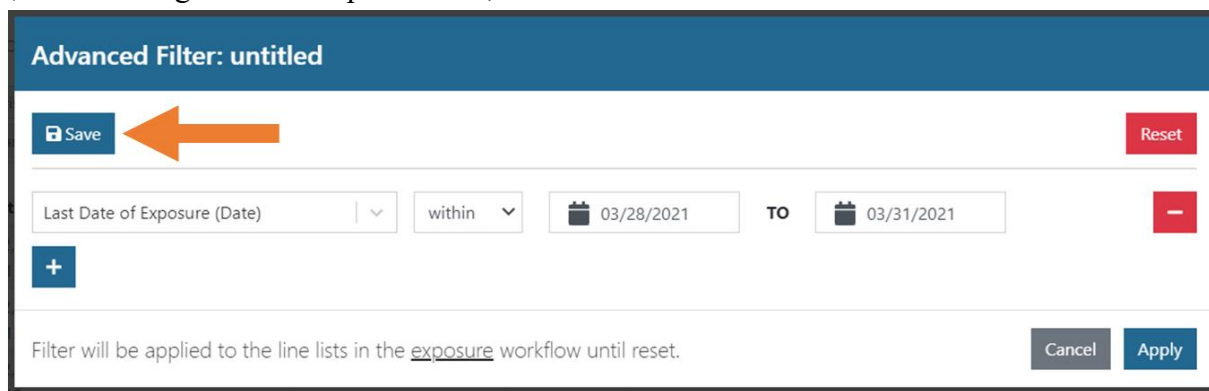 Advanced Filter: untitled
Save
Reset
Last Date of Exposure (Date) within 03/28/2021 TO 03/31/2021 −
+
Filter will be applied to the line lists in the exposure workflow until reset. Cancel Apply